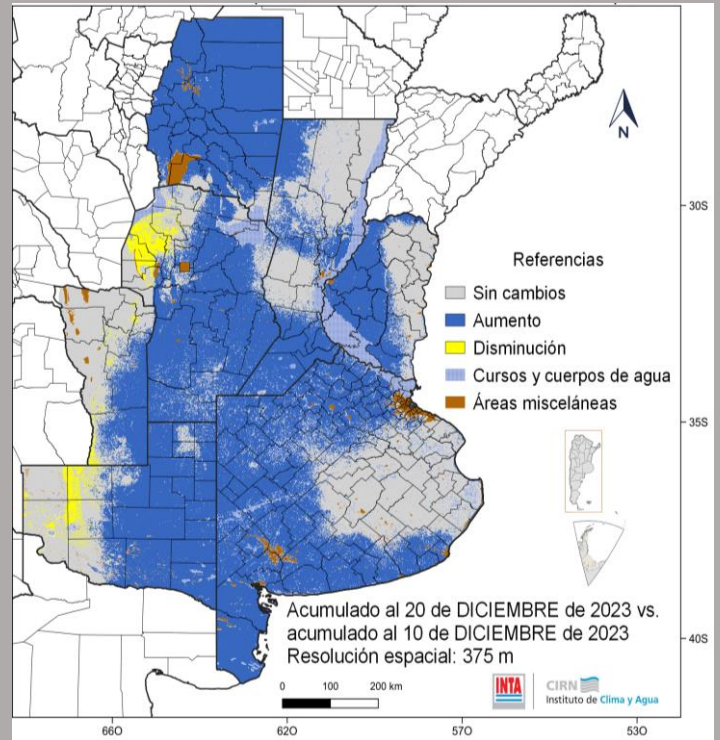 N
30S
Referencias
Sin cambios
Aumento
Disminución
Cursos y cuerpos de agua
Áreas misceláneas
35S
Acumulado al 20 de DICIEMBRE de 2023 vs.
acumulado al 10 de DICIEMBRE de 2023
Resolución espacial: 375 m
40S
0 100 200 km
INTA
CIRN
Instituto de Clima y Agua
66O 62O 57O 53O